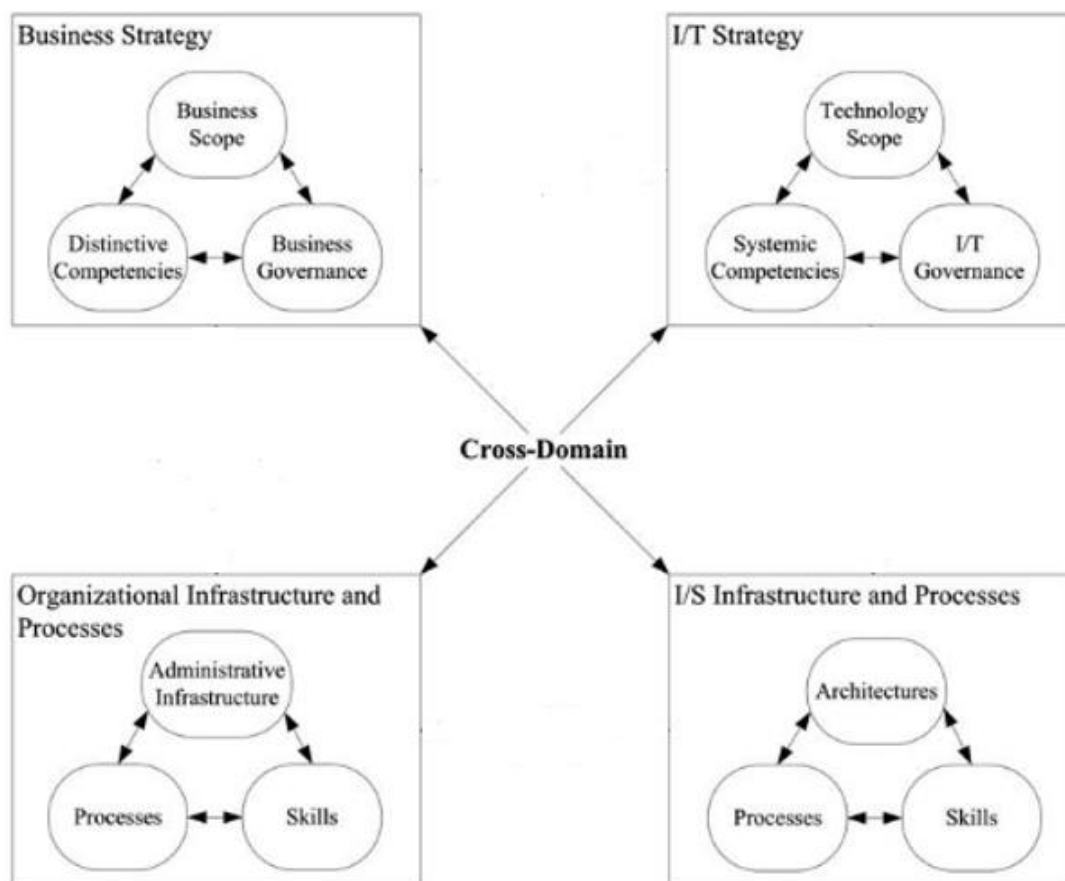 Business Strategy
Business
Scope
Distinctive
Competencies
Business
Governance
I/T Strategy
Technology
Scope
Systemic
Competencies
I/T
Governance
Cross-Domain
Organizational Infrastructure and
Processes
Administrative
Infrastructure
Processes
Skills
I/S Infrastructure and Processes
Architectures
Processes
Skills